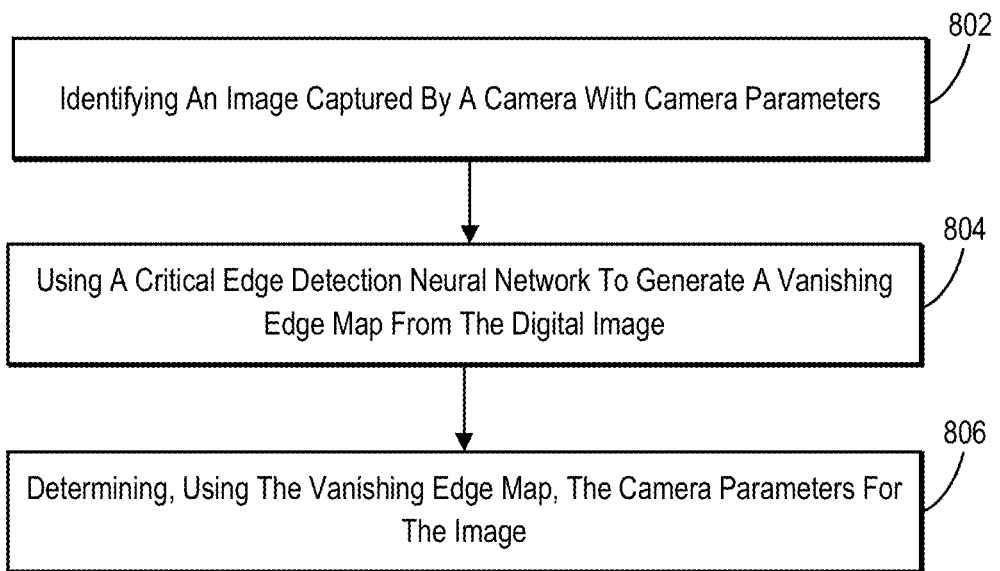 802
Identifying An Image Captured By A Camera With Camera Parameters
804
Using A Critical Edge Detection Neural Network To Generate A Vanishing
Edge Map From The Digital Image
806
Determining, Using The Vanishing Edge Map, The Camera Parameters For
The Image